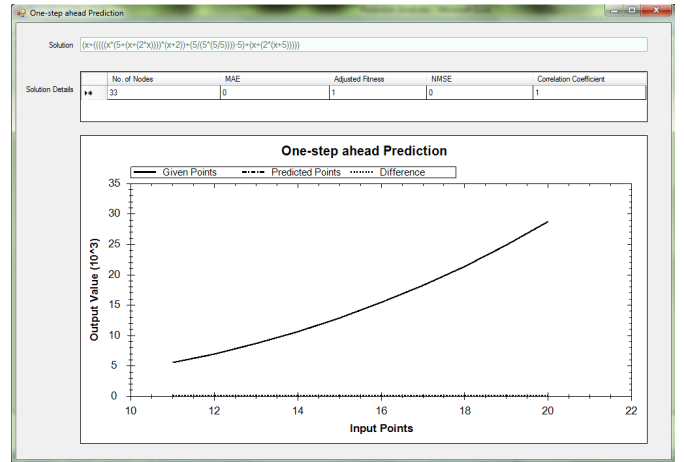 One-step ahead Prediction
Solution (x+(((((x*(5+(x+(2*x))))*(x+2))+(5/(5*(5/5))))-5)+(x+(2*(x+5)))))
Solution Details
No. of Nodes MAE Adjusted Fitness NMSE Correlation Coefficient
33 0 1 0 1
One-step ahead Prediction
Given Points Predicted Points Difference
Output Value (10^3)
35
30
25
20
15
10
5
0
10 12 14 16 18 20 22
Input Points